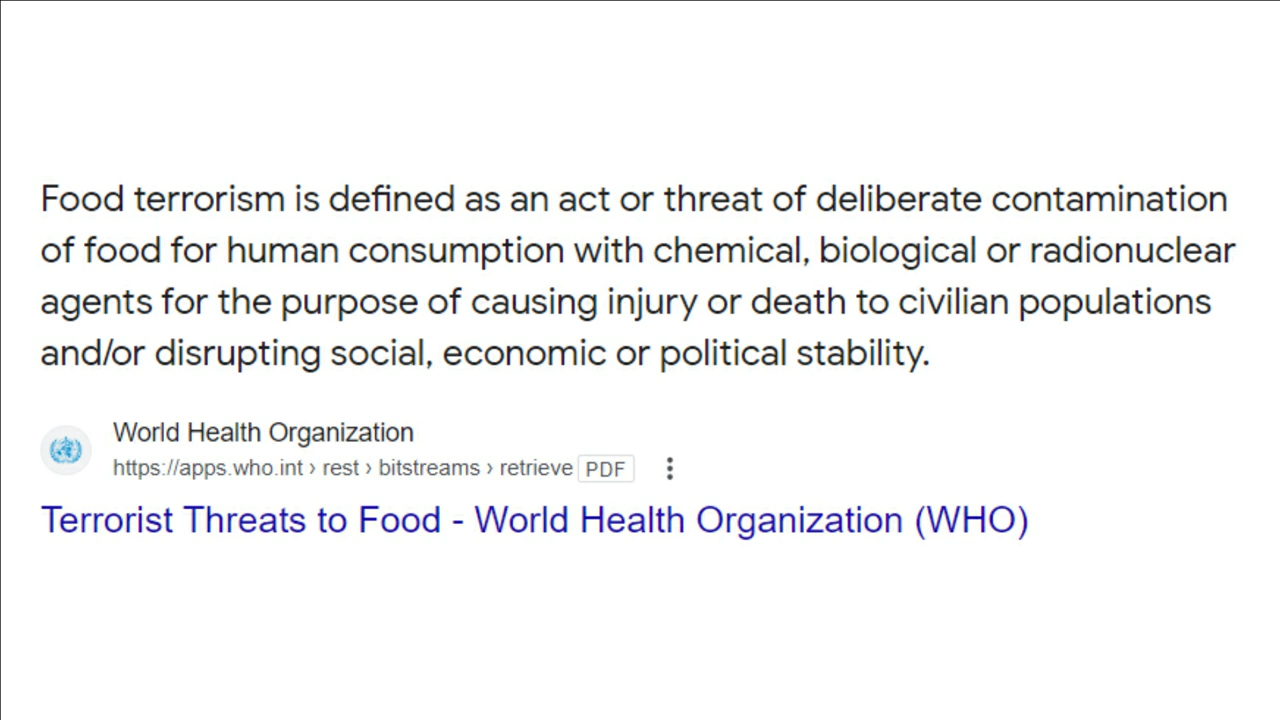 Food terrorism is defined as an act or threat of deliberate contamination
of food for human consumption with chemical, biological or radionuclear
agents for the purpose of causing injury or death to civilian populations
and/or disrupting social, economic or political stability.
World Health Organization
https://apps.who.int › rest › bitstreams › retrieve PDF
Terrorist Threats to Food - World Health Organization (WHO)